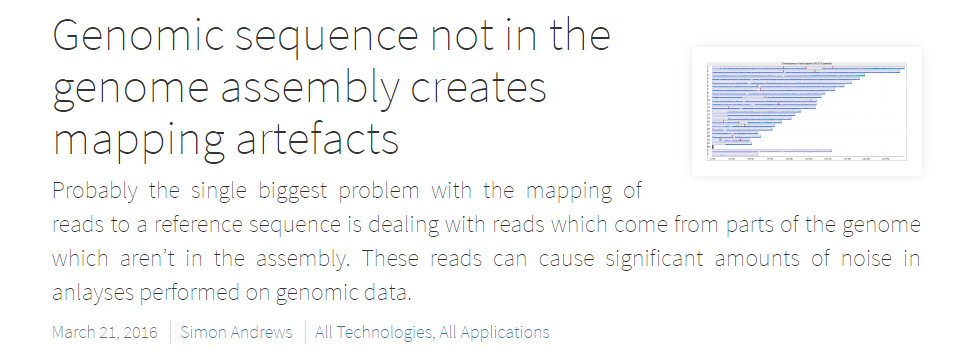 Genomic sequence not in the
genome assembly creates
mapping artefacts
Probably the single biggest problem with the mapping of
reads to a reference sequence is dealing with reads which come from parts of the genome
which aren’t in the assembly. These reads can cause significant amounts of noise in
anlayses performed on genomic data.
March 21, 2016 Simon Andrews All Technologies, All Applications